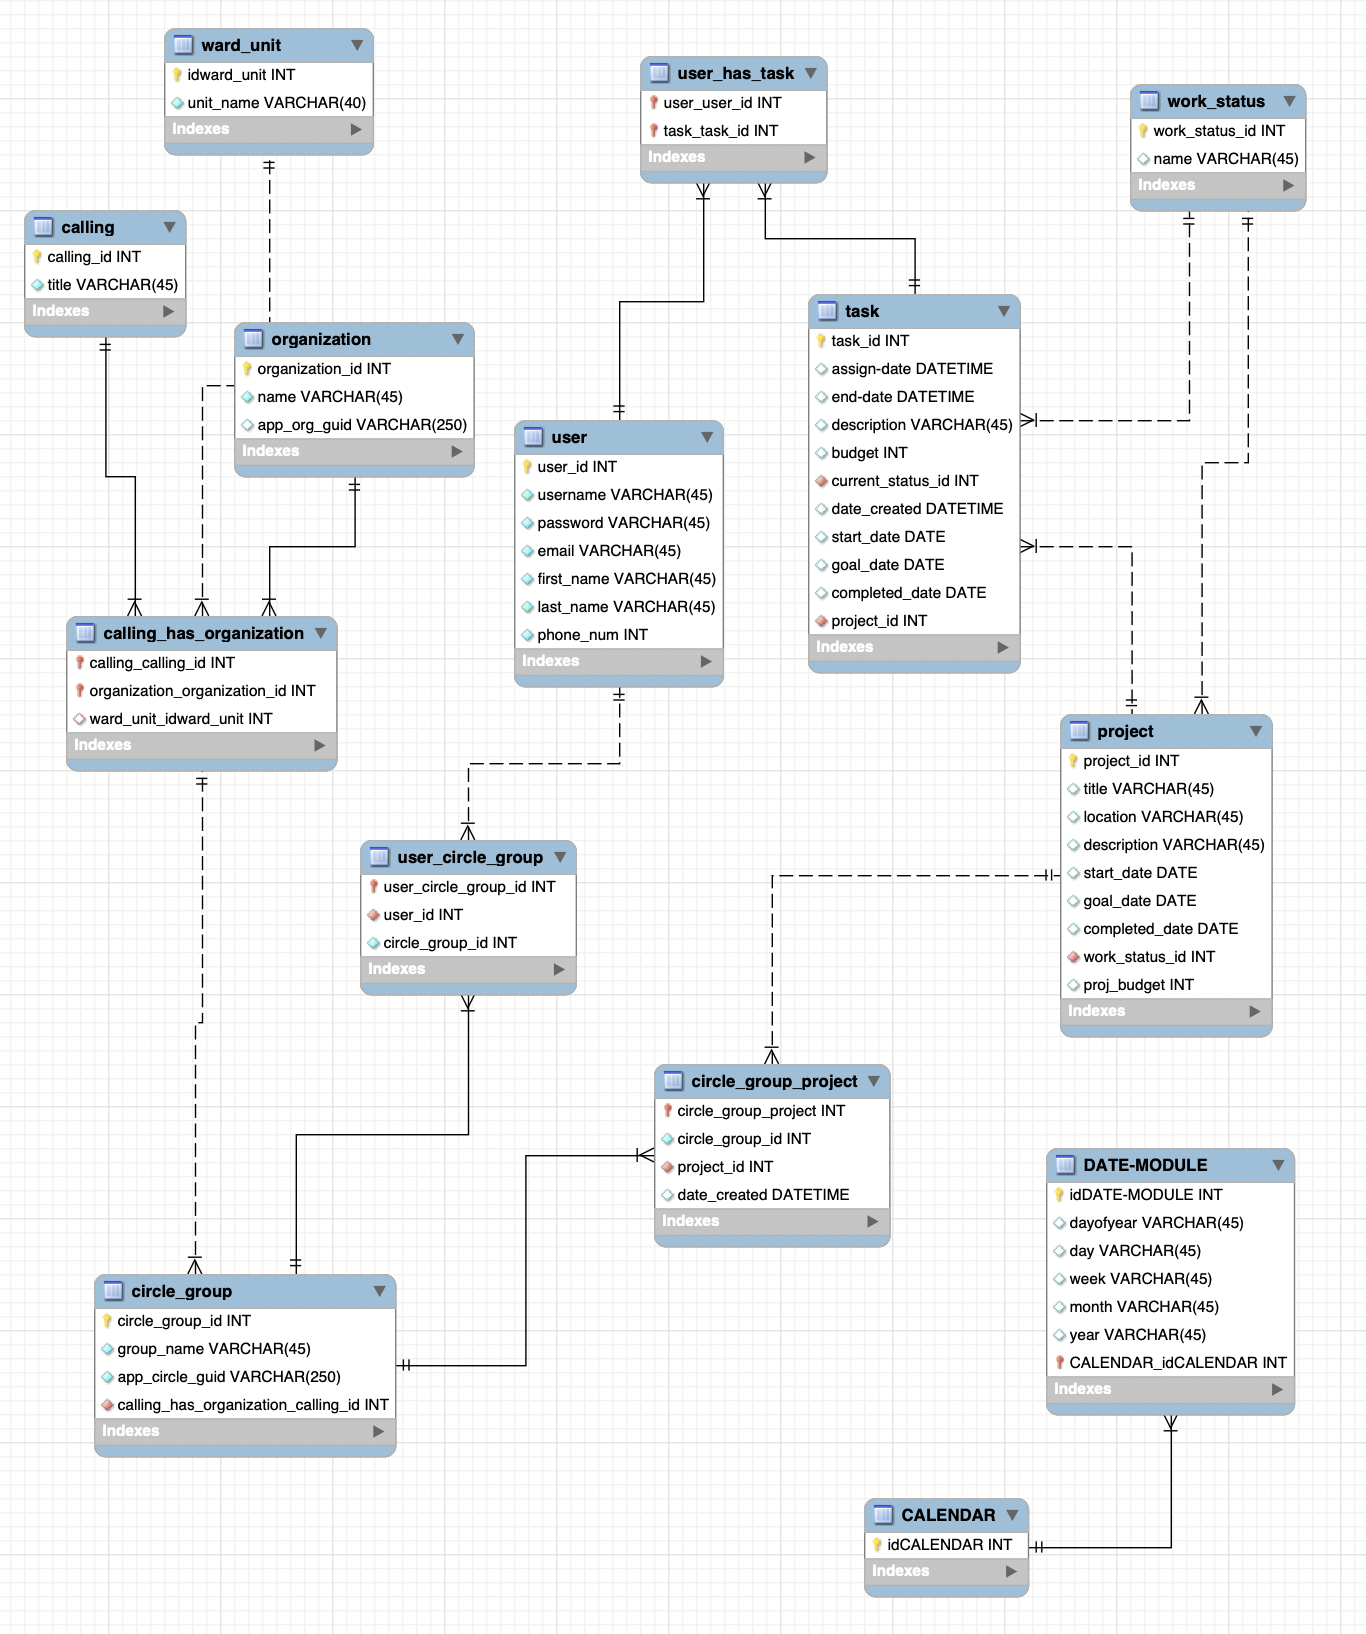 ward_unit
idward_unit INT
unit_name VARCHAR(40)
Indexes
user_has_task
user_user_id INT
task_task_id INT
Indexes
work_status
work_status_id INT
name VARCHAR(45)
Indexes
calling
calling_id INT
title VARCHAR(45)
Indexes
organization
organization_id INT
name VARCHAR(45)
app_org_guid VARCHAR(250)
Indexes
task
task_id INT
assign-date DATETIME
end-date DATETIME
description VARCHAR(45)
budget INT
current_status_id INT
date_created DATETIME
start_date DATE
goal_date DATE
completed_date DATE
project_id INT
Indexes
user
user_id INT
username VARCHAR(45)
password VARCHAR(45)
email VARCHAR(45)
first_name VARCHAR(45)
last_name VARCHAR(45)
phone_num INT
Indexes
calling_has_organization
calling_calling_id INT
organization_organization_id INT
ward_unit_idward_unit INT
Indexes
project
project_id INT
title VARCHAR(45)
location VARCHAR(45)
description VARCHAR(45)
start_date DATE
goal_date DATE
completed_date DATE
work_status_id INT
proj_budget INT
Indexes
user_circle_group
user_circle_group_id INT
user_id INT
circle_group_id INT
Indexes
circle_group_project
circle_group_project INT
circle_group_id INT
project_id INT
date_created DATETIME
Indexes
DATE-MODULE
idDATE-MODULE INT
dayofyear VARCHAR(45)
day VARCHAR(45)
week VARCHAR(45)
month VARCHAR(45)
year VARCHAR(45)
CALENDAR_idCALENDAR INT
Indexes
circle_group
circle_group_id INT
group_name VARCHAR(45)
app_circle_guid VARCHAR(250)
calling_has_organization_calling_id INT
Indexes
CALENDAR
idCALENDAR INT
Indexes